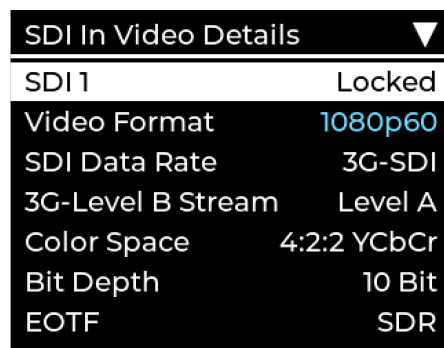 SDI In Video Details ▼
SDI 1 Locked
Video Format 1080p60
SDI Data Rate 3G-SDI
3G-Level B Stream Level A
Color Space 4:2:2 YCbCr
Bit Depth 10 Bit
EOTF SDR